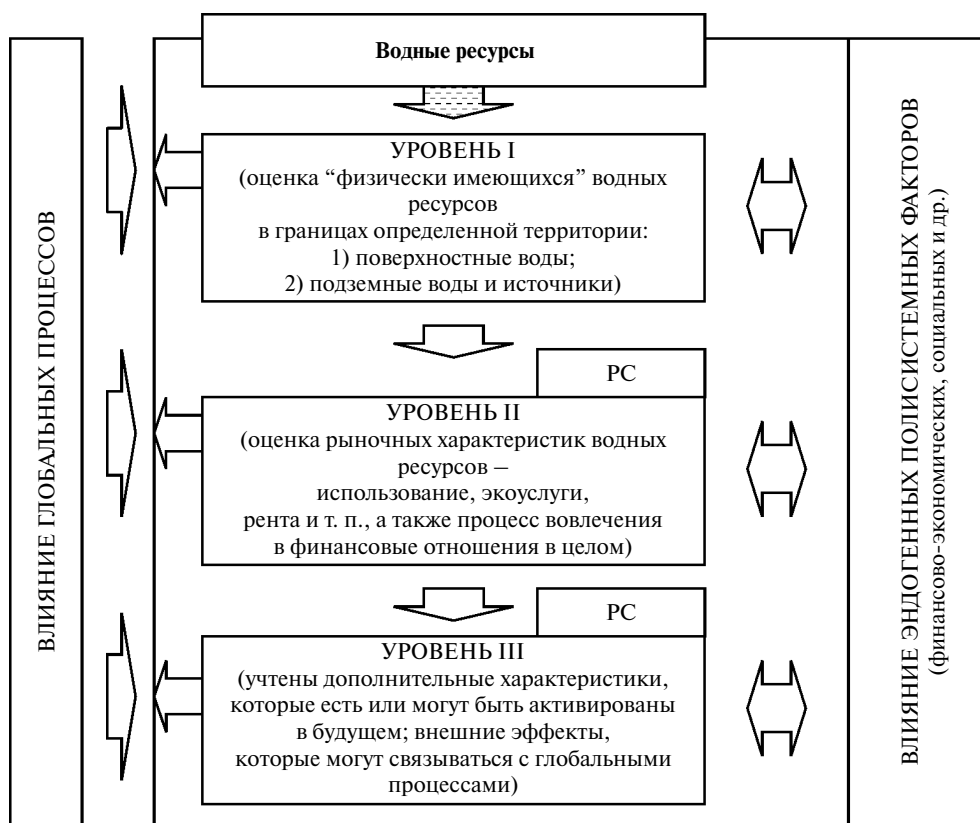 Водные ресурсы
УРОВЕНЬ I
(оценка “физически имеющихся” водных
ресурсов
в границах определенной территории:
1) поверхностные воды;
2) подземные воды и источники)
РС
УРОВЕНЬ II
(оценка рыночных характеристик водных
ресурсов –
использование, экоуслуги,
рента и т. п., а также процесс вовлечения
в финансовые отношения в целом)
РС
УРОВЕНЬ III
(учтены дополнительные характеристики,
которые есть или могут быть активированы
в будущем; внешние эффекты,
которые могут связываться с глобальными
процессами)
ВЛИЯНИЕ ГЛОБАЛЬНЫХ ПРОЦЕССОВ
ВЛИЯНИЕ ЭНДОГЕННЫХ ПОЛИСИСТЕМНЫХ ФАКТОРОВ
(финансово-экономических, социальных и др.)